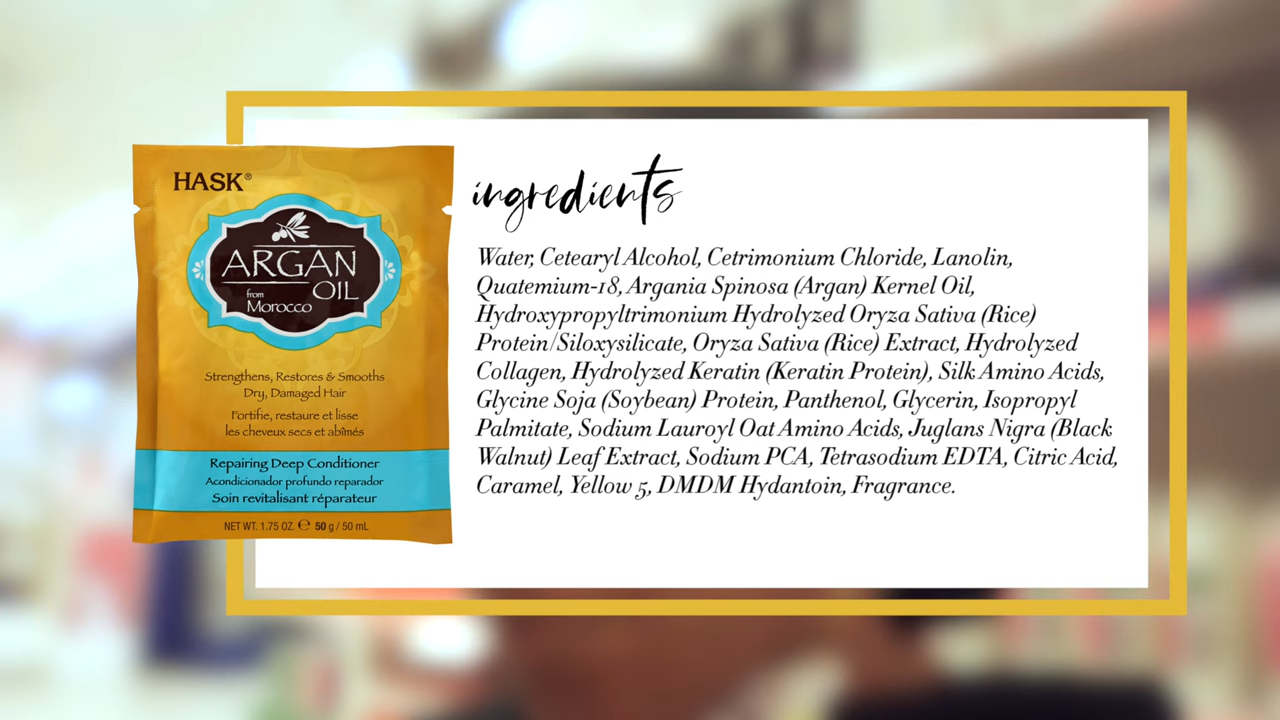 HASK®
ARGAN
OIL
from
Morocco
Strengthens, Restores & Smooths
Dry, Damaged Hair
Fortifie, restaure et lisse
les cheveux secs et abîmés
Repairing Deep Conditioner
Acondicionador profundo reparador
Soin revitalisant réparateur
NET WT. 1.75 OZ. ℮ 50 g / 50 mL
ingredients
Water, Cetearyl Alcohol, Cetrimonium Chloride, Lanolin,
Quatemium-18, Argania Spinosa (Argan) Kernel Oil,
Hydroxypropyltrimonium Hydrolyzed Oryza Sativa (Rice)
Protein/Siloxysilicate, Oryza Sativa (Rice) Extract, Hydrolyzed
Collagen, Hydrolyzed Keratin (Keratin Protein), Silk Amino Acids,
Glycine Soja (Soybean) Protein, Panthenol, Glycerin, Isopropyl
Palmitate, Sodium Lauroyl Oat Amino Acids, Juglans Nigra (Black
Walnut) Leaf Extract, Sodium PCA, Tetrasodium EDTA, Citric Acid,
Caramel, Yellow 5, DMDM Hydantoin, Fragrance.